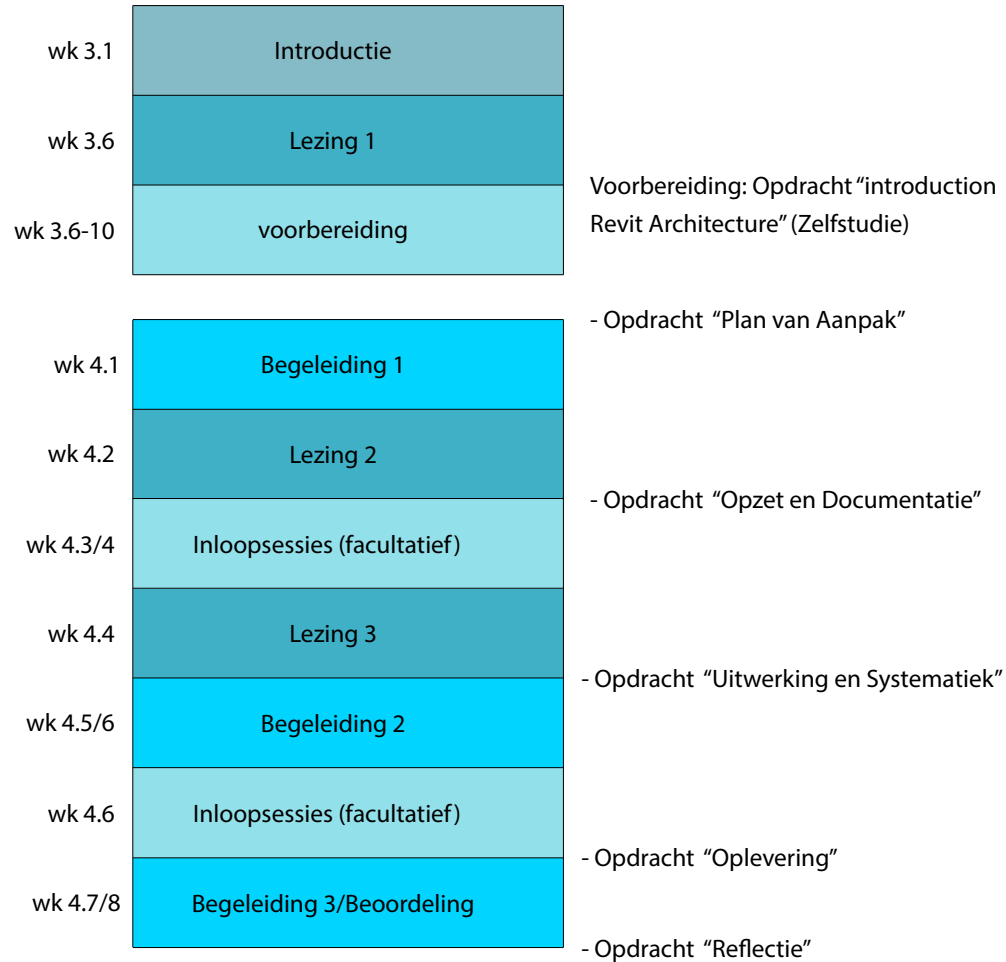 wk 3.1
Introductie
wk 3.6
Lezing 1
Voorbereiding: Opdracht “introduction
Revit Architecture” (Zelfstudie)
wk 3.6-10
voorbereiding
- Opdracht “Plan van Aanpak”
wk 4.1
Begeleiding 1
wk 4.2
Lezing 2
- Opdracht “Opzet en Documentatie”
wk 4.3/4
Inloopsessies (facultatief)
wk 4.4
Lezing 3
- Opdracht “Uitwerking en Systematiek”
wk 4.5/6
Begeleiding 2
wk 4.6
Inloopsessies (facultatief)
- Opdracht “Oplevering”
wk 4.7/8
Begeleiding 3/Beoordeling
- Opdracht “Reflectie”